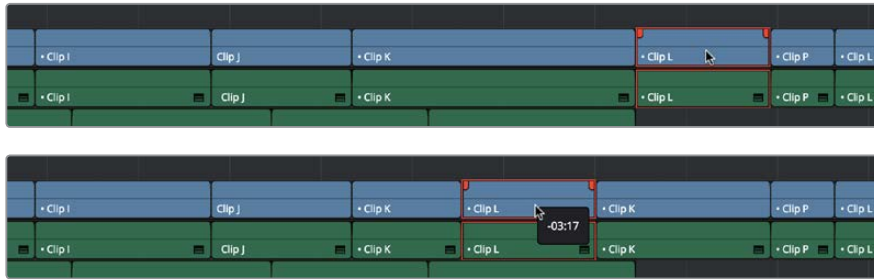 • Clip I Clip J • Clip K • Clip L • Clip P • Clip L
• Clip I Clip J • Clip K • Clip L • Clip P • Clip L
• Clip I Clip J • Clip K • Clip L • Clip K • Clip P • Clip L
-03:17
• Clip I Clip J • Clip K • Clip L • Clip K • Clip P • Clip L